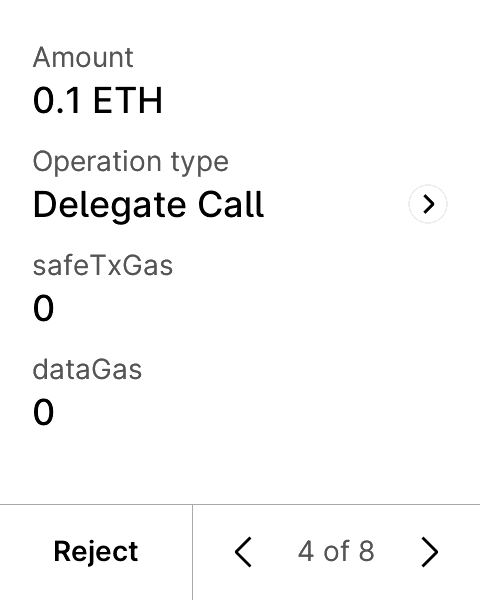 Amount
0.1 ETH
Operation type
Delegate Call
safeTxGas
0
dataGas
0
Reject
4 of 8